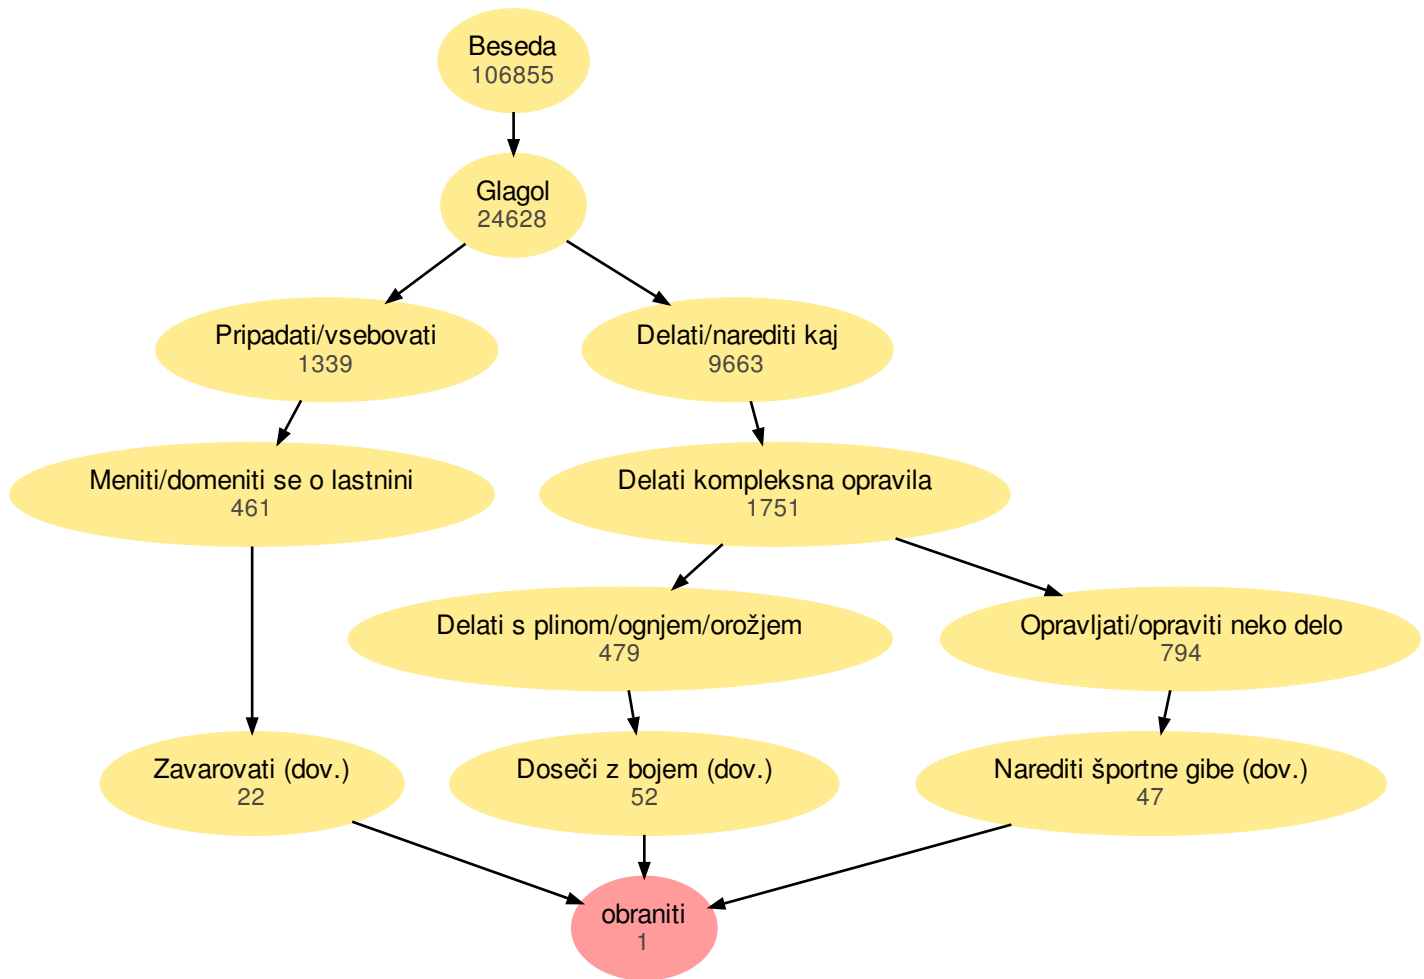 Beseda
106855
Glagol
24628
Pripadati/vsebovati
1339
Delati/narediti kaj
9663
Meniti/domeniti se o lastnini
461
Delati kompleksna opravila
1751
Delati s plinom/ognjem/orožjem
479
Opravljati/opraviti neko delo
794
Zavarovati (dov.)
22
Doseči z bojem (dov.)
52
Narediti športne gibe (dov.)
47
obraniti
1